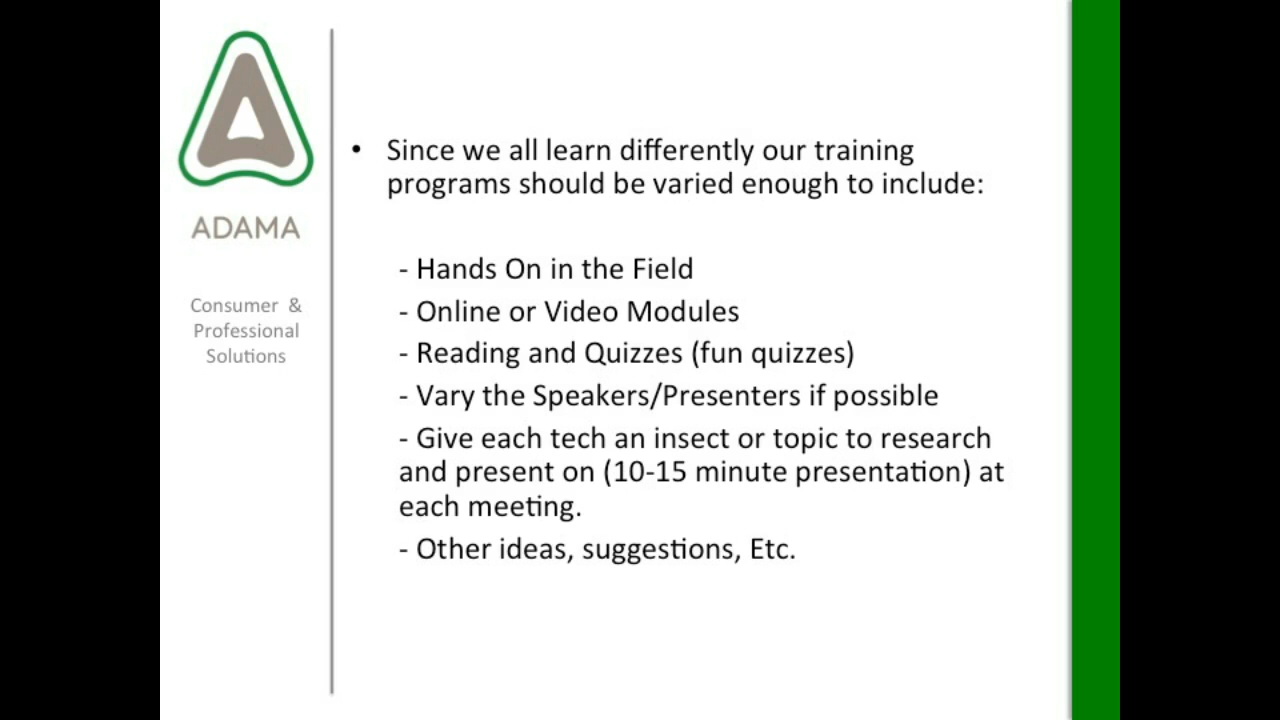 ADAMA
Consumer &
Professional
Solutions
• Since we all learn differently our training
programs should be varied enough to include:
- Hands On in the Field
- Online or Video Modules
- Reading and Quizzes (fun quizzes)
- Vary the Speakers/Presenters if possible
- Give each tech an insect or topic to research
and present on (10-15 minute presentation) at
each meeting.
- Other ideas, suggestions, Etc.